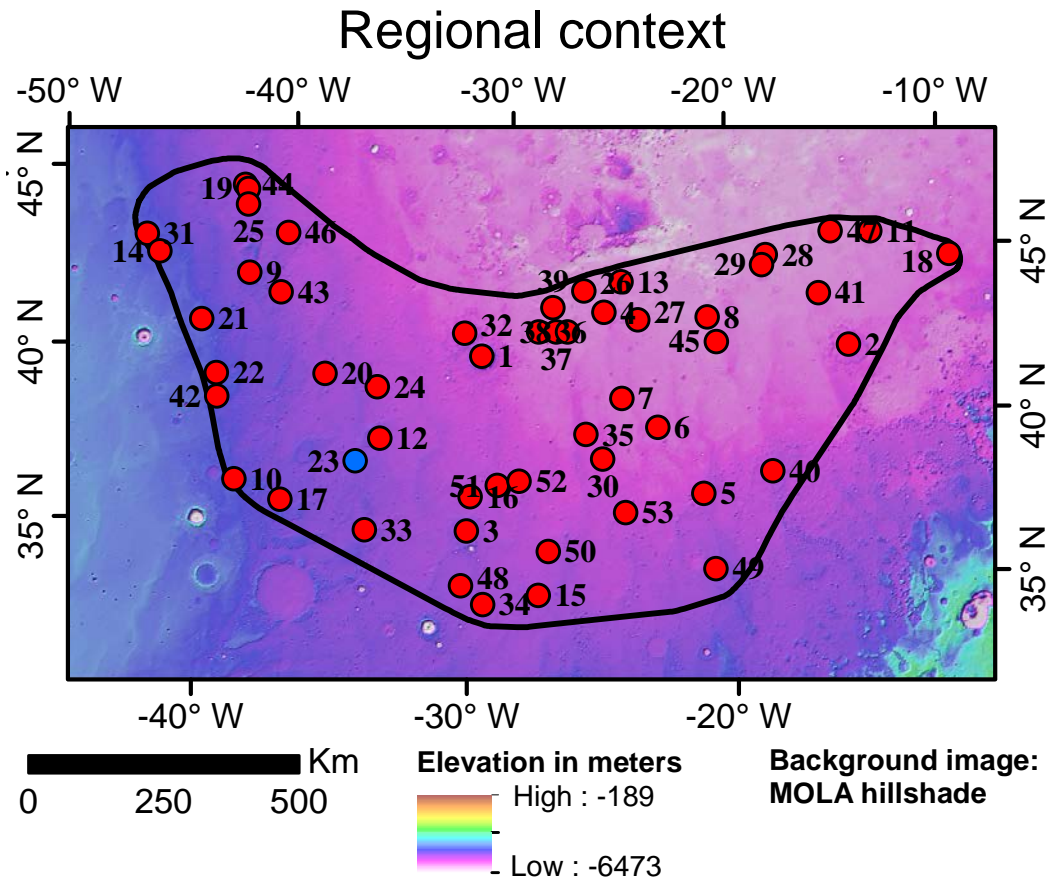 Regional context
-50° W -40° W -30° W -20° W -10° W
45° N
40° N
35° N
45° N
40° N
35° N
19 44
25 46
31
14
9
43
21
22
42
20
24
12
23
10
17
33
32
1
39 26 13
4 27
38 36
37
8
45
29 28
47 11
18
41
2
7
35 6
30
53
5
40
49
51 16 52
3
50
48
34 15
-40° W -30° W -20° W
Km
0 250 500
Elevation in meters
High : -189
Low : -6473
Background image:
MOLA hillshade